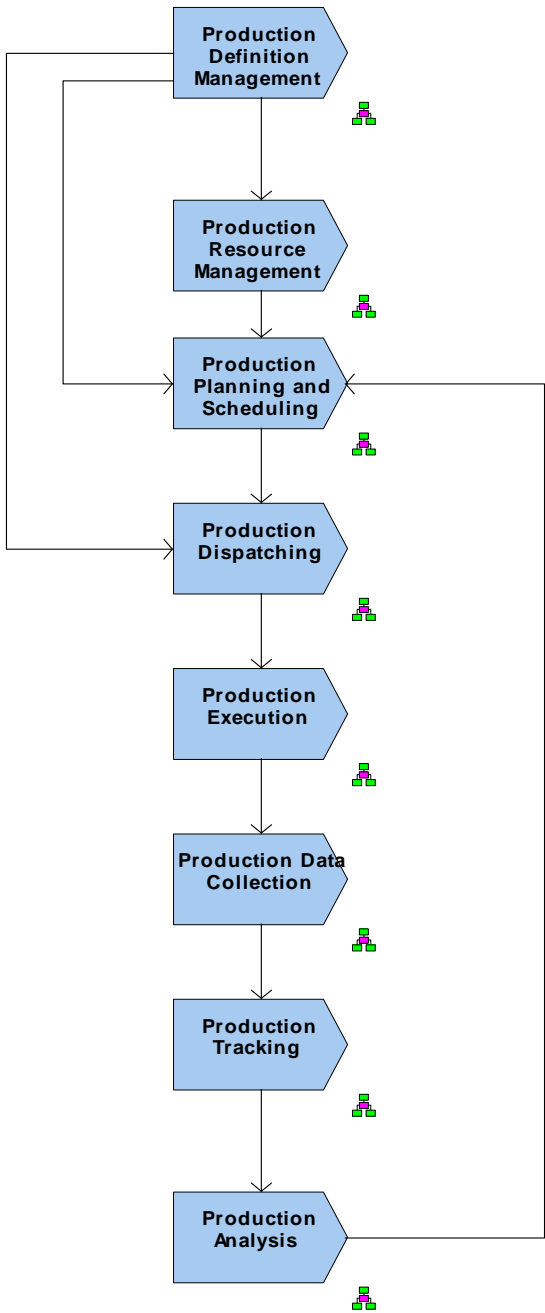 Production
Definition
Management
Production
Resource
Management
Production
Planning and
Scheduling
Production
Dispatching
Production
Execution
Production Data
Collection
Production
Tracking
Production
Analysis